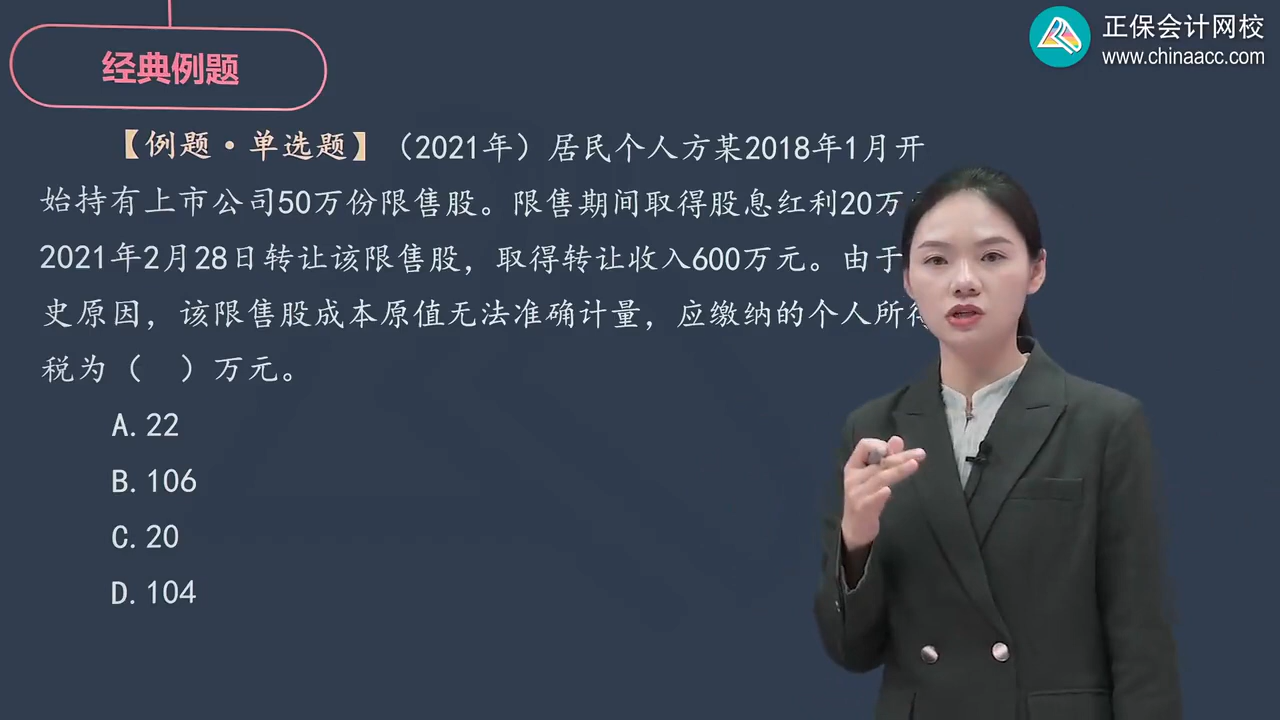 经典例题
正保会计网校
www.chinaacc.com
【例题·单选题】（2021年）居民个人方某2018年1月开
始持有上市公司50万份限售股。限售期间取得股息红利20万
2021年2月28日转让该限售股，取得转让收入600万元。由于
史原因，该限售股成本原值无法准确计量，应缴纳的个人所得
税为（ ）万元。
A. 22
B. 106
C. 20
D. 104